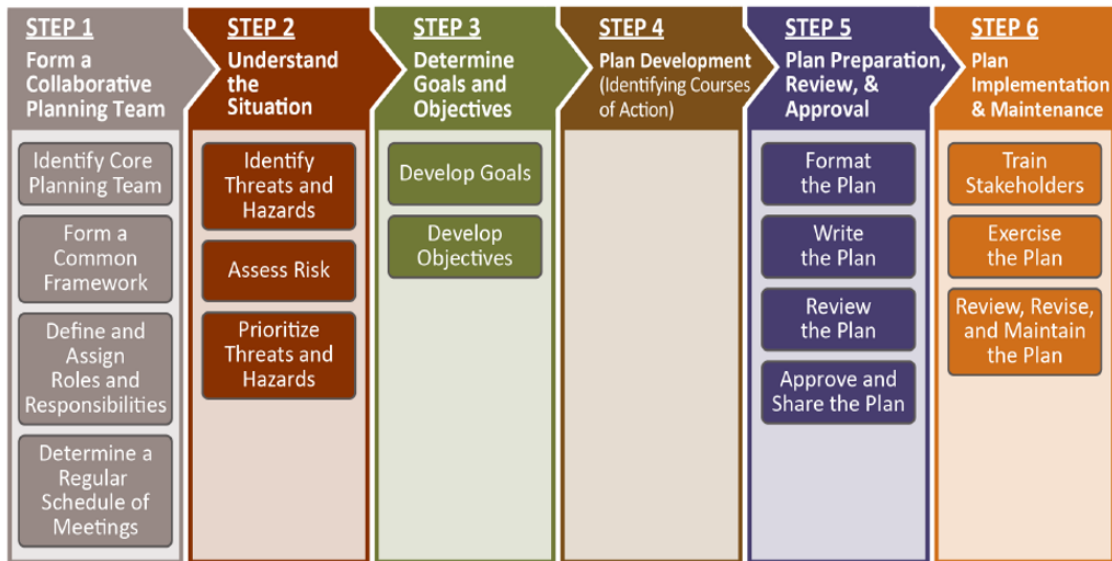 STEP 1
Form a
Collaborative
Planning Team
Identify Core
Planning Team
Form a
Common
Framework
Define and
Assign
Roles and
Responsibilities
Determine a
Regular
Schedule of
Meetings
STEP 2
Understand
the
Situation
Identify
Threats and
Hazards
Assess Risk
Prioritize
Threats and
Hazards
STEP 3
Determine
Goals and
Objectives
Develop Goals
Develop
Objectives
STEP 4
Plan Development
(Identifying Courses
of Action)
STEP 5
Plan Preparation,
Review, &
Approval
Format
the Plan
Write
the Plan
Review
the Plan
Approve and
Share the Plan
STEP 6
Plan
Implementation
& Maintenance
Train
Stakeholders
Exercise
the Plan
Review, Revise,
and Maintain
the Plan